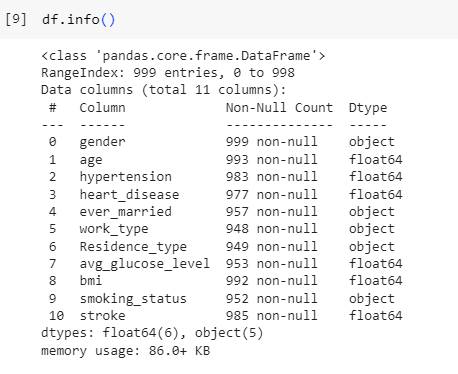 [9] df.info()
<class 'pandas.core.frame.DataFrame'>
RangeIndex: 999 entries, 0 to 998
Data columns (total 11 columns):
 #   Column             Non-Null Count  Dtype
---  ------             --------------  -----
 0   gender             999 non-null    object
 1   age                993 non-null    float64
 2   hypertension       983 non-null    float64
 3   heart_disease      977 non-null    float64
 4   ever_married       957 non-null    object
 5   work_type          948 non-null    object
 6   Residence_type     949 non-null    object
 7   avg_glucose_level  953 non-null    float64
 8   bmi                992 non-null    float64
 9   smoking_status     952 non-null    object
 10  stroke             985 non-null    float64
dtypes: float64(6), object(5)
memory usage: 86.0+ KB